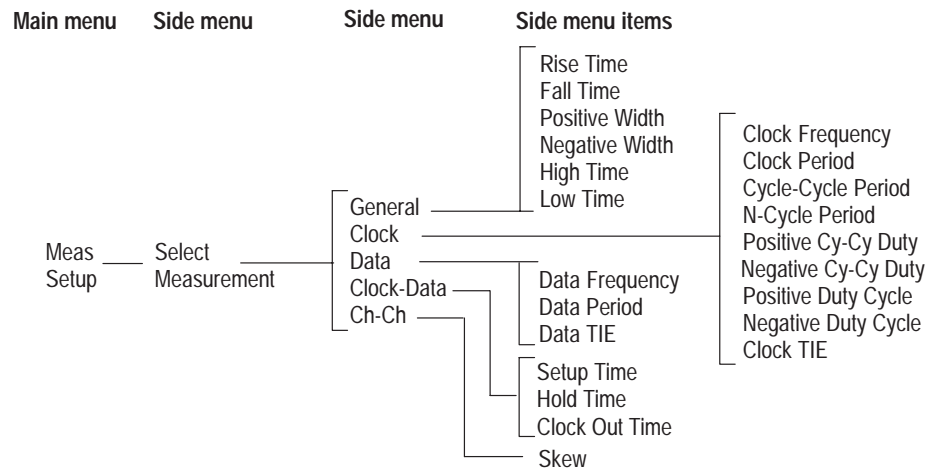 Main menu Side menu Side menu Side menu items
Rise Time
Fall Time
Positive Width
Negative Width
High Time
Low Time
Clock Frequency
Clock Period
Cycle-Cycle Period
N-Cycle Period
Positive Cy-Cy Duty
Negative Cy-Cy Duty
Positive Duty Cycle
Negative Duty Cycle
Clock TIE
General
Clock
Data
Clock-Data
Ch-Ch
Meas
Setup
Select
Measurement
Data Frequency
Data Period
Data TIE
Setup Time
Hold Time
Clock Out Time
Skew